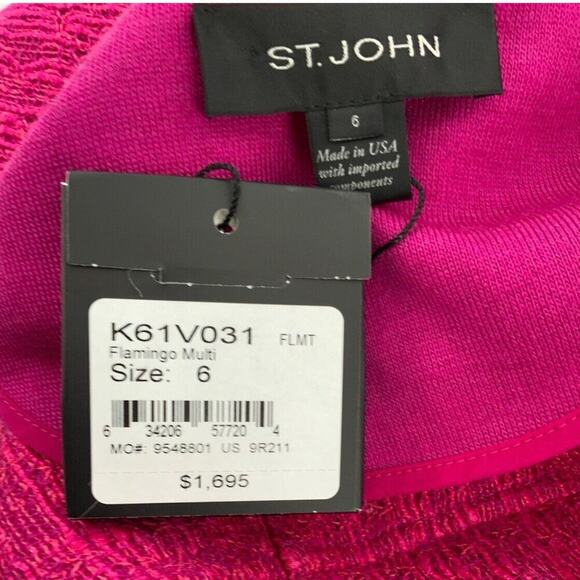 ST. JOHN
6
Made in USA
with imported
components
K61V031 FLMT
Flamingo Multi
Size: 6
6 34206 57720 4
MO#: 9548801 US 9R211
$1,695